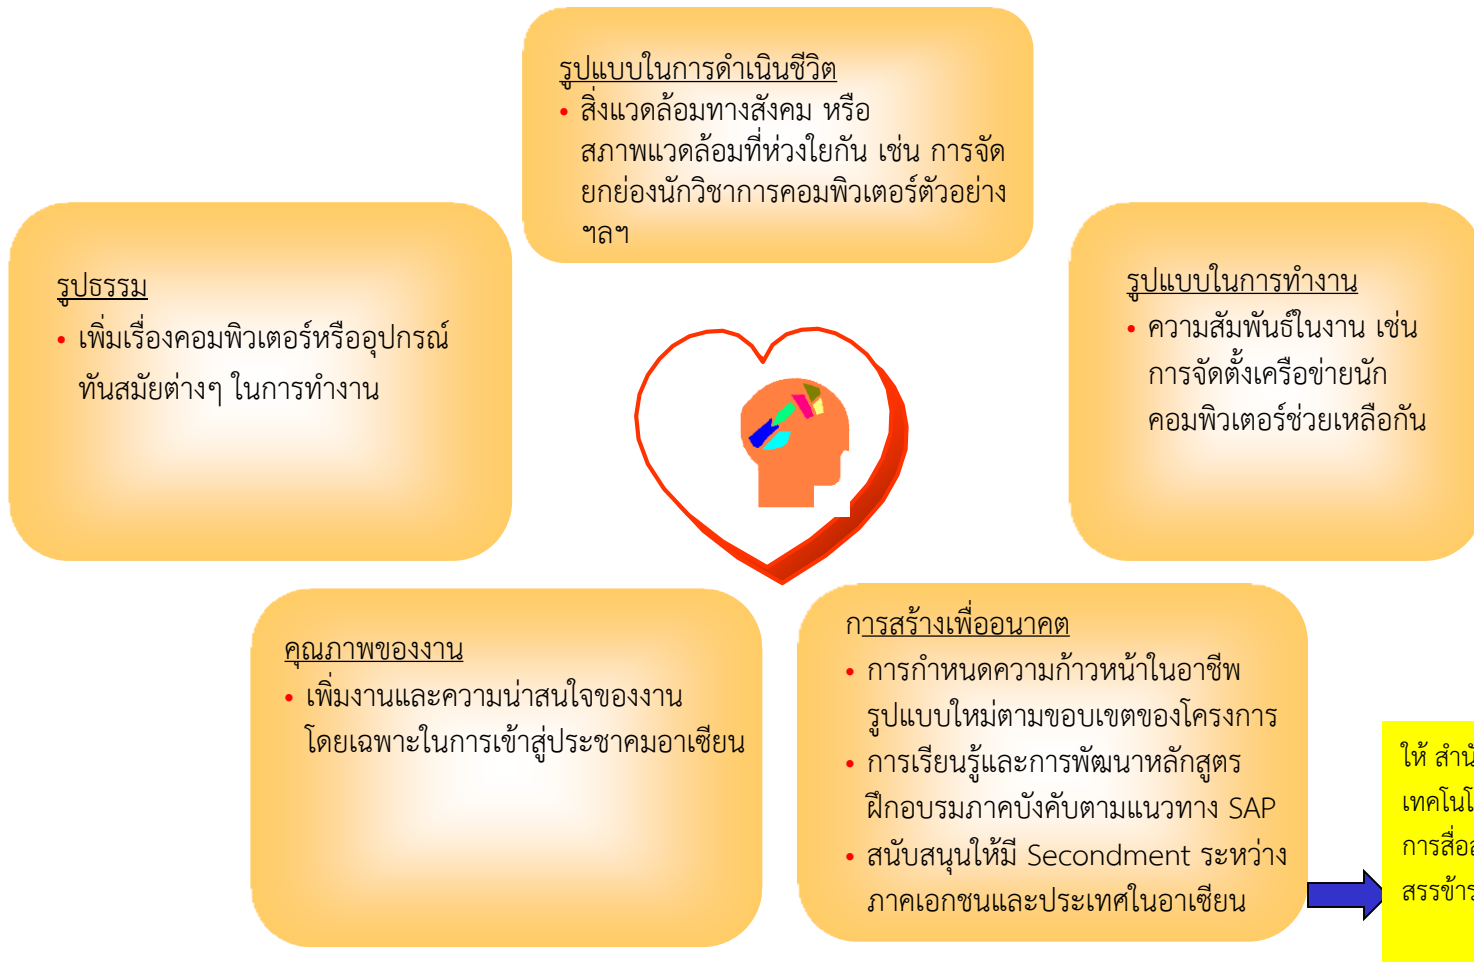 รูปแบบในการดำเนินชีวิต
• สิ่งแวดล้อมทางสังคม หรือ
สภาพแวดล้อมที่ห่วงใยกัน เช่น การจัด
ยกย่องนักวิชาการคอมพิวเตอร์ตัวอย่าง
ฯลฯ
รูปธรรม
• เพิ่มเรื่องคอมพิวเตอร์หรืออุปกรณ์
ทันสมัยต่างๆ ในการทำงาน
รูปแบบในการทำงาน
• ความสัมพันธ์ในงาน เช่น
การจัดตั้งเครือข่ายนัก
คอมพิวเตอร์ช่วยเหลือกัน
คุณภาพของงาน
• เพิ่มงานและความน่าสนใจของงาน
โดยเฉพาะในการเข้าสู่ประชาคมอาเซียน
การสร้างเพื่ออนาคต
• การกำหนดความก้าวหน้าในอาชีพ
รูปแบบใหม่ตามขอบเขตของโครงการ
• การเรียนรู้และการพัฒนาหลักสูตร
ฝึกอบรมภาคบังคับตามแนวทาง SAP
• สนับสนุนให้มี Secondment ระหว่าง
ภาคเอกชนและประเทศในอาเซียน
ให้
การ